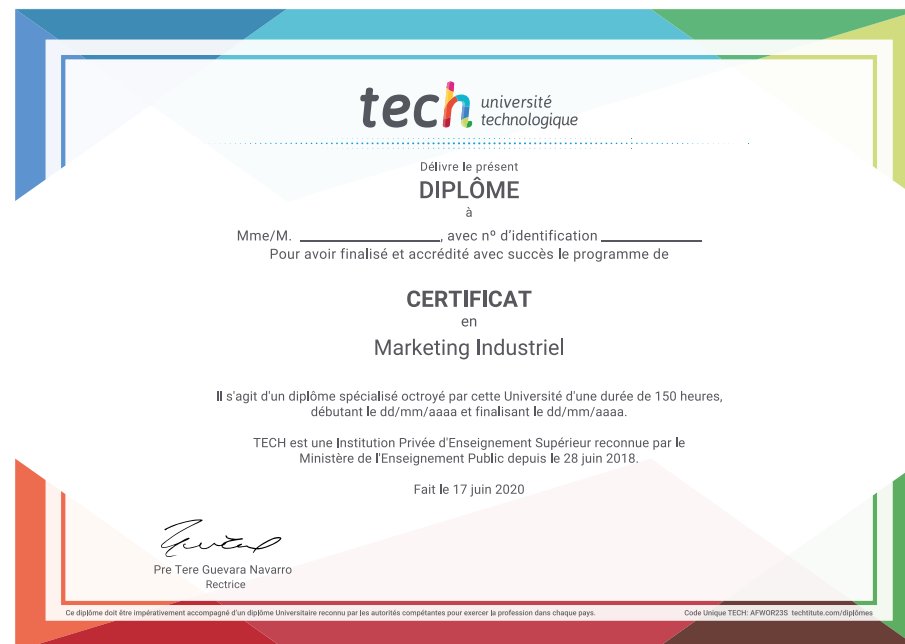 tech université
technologique
Délivre le présent
DIPLÔME
à
Mme/M. ____________________, avec nº d'identification ______________
Pour avoir finalisé et accrédité avec succès le programme de
CERTIFICAT
en
Marketing Industriel
Il s'agit d'un diplôme spécialisé octroyé par cette Université d'une durée de 150 heures,
débutant le dd/mm/aaaa et finalisant le dd/mm/aaaa.
TECH est une Institution Privée d'Enseignement Supérieur reconnue par le
Ministère de l'Enseignement Public depuis le 28 juin 2018.
Fait le 17 juin 2020
Pre Tere Guevara Navarro
Rectrice
Ce diplôme doit être impérativement accompagné d'un diplôme Universitaire reconnu par les autorités compétentes pour exercer la profession dans chaque pays. Code Unique TECH: AFWOR23S techtitute.com/diplômes